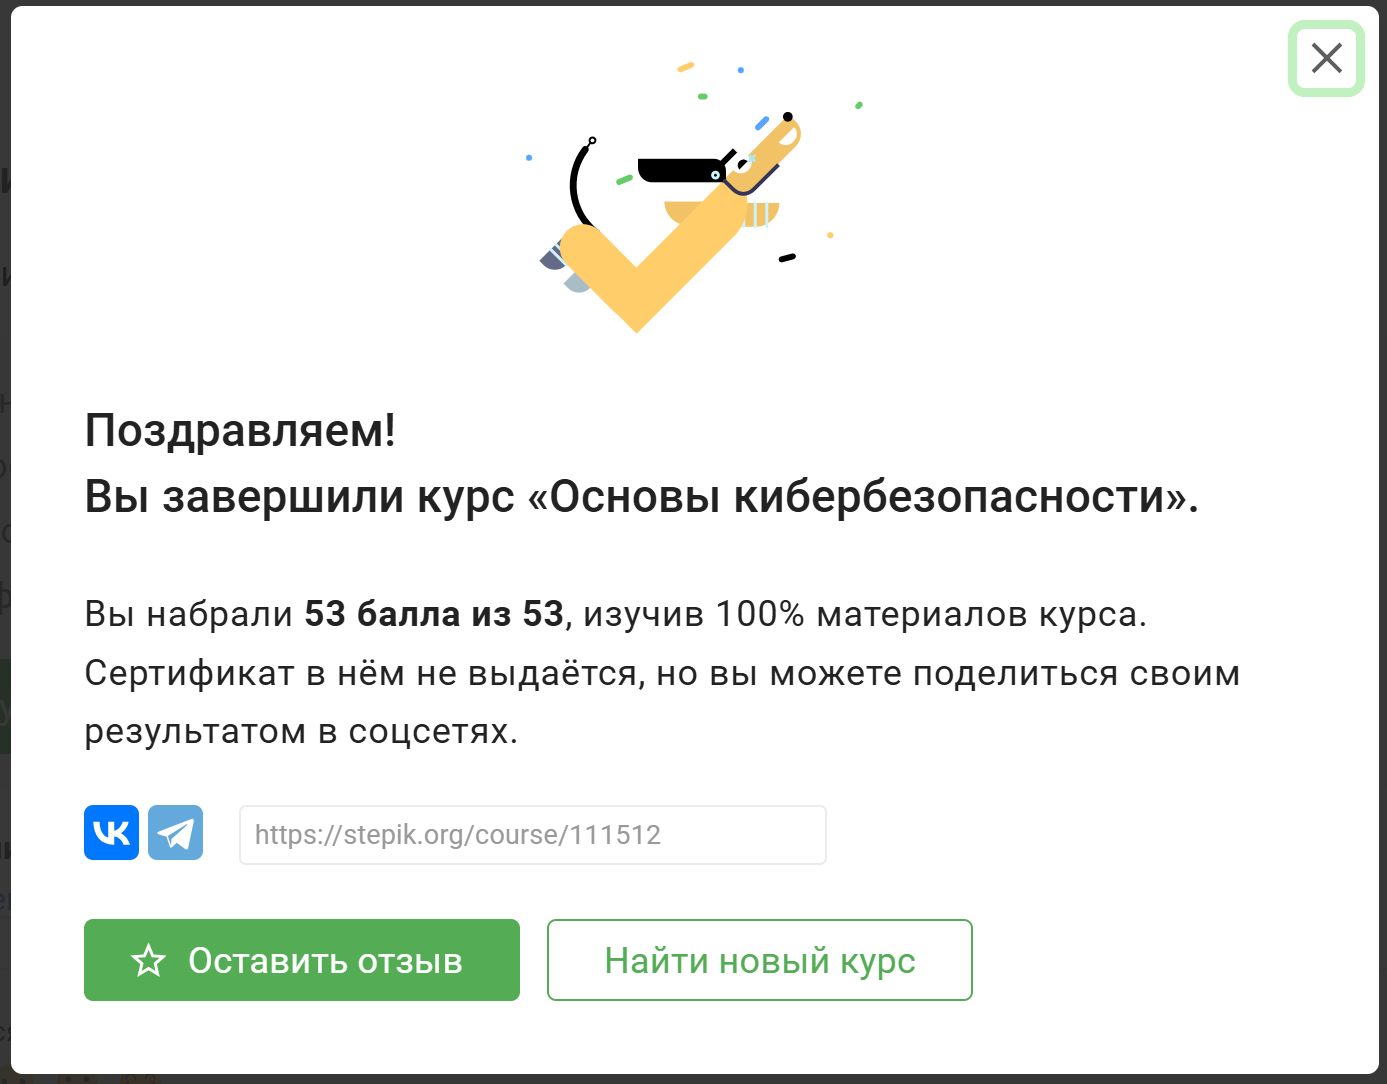 Поздравляем!
Вы завершили курс «Основы кибербезопасности».
Вы набрали 53 балла из 53, изучив 100% материалов курса.
Сертификат в нём не выдаётся, но вы можете поделиться своим
результатом в соцсетях.
https://stepik.org/course/111512
Оставить отзыв
Найти новый курс